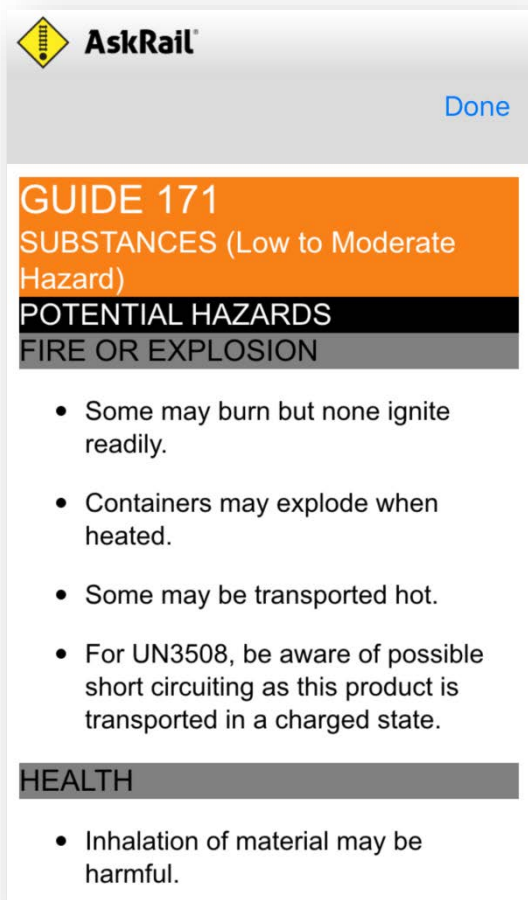 AskRail
Done
GUIDE 171
SUBSTANCES (Low to Moderate
Hazard)
POTENTIAL HAZARDS
FIRE OR EXPLOSION
• Some may burn but none ignite
readily.
• Containers may explode when
heated.
• Some may be transported hot.
• For UN3508, be aware of possible
short circuiting as this product is
transported in a charged state.
HEALTH
• Inhalation of material may be
harmful.